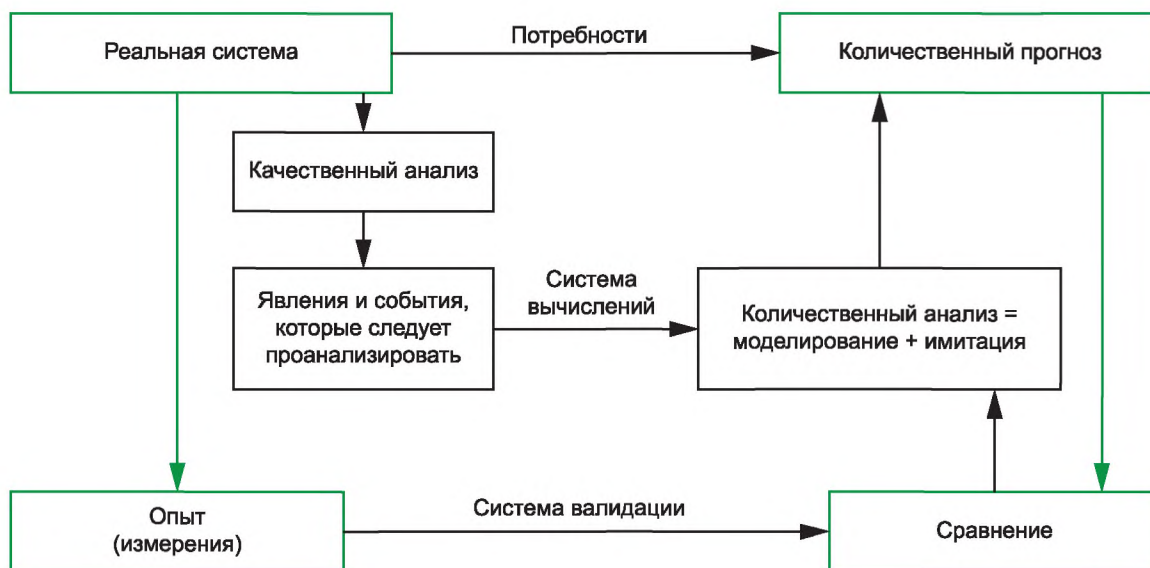 Реальная система
Потребности
Количественный прогноз
Качественный анализ
Явления и события,
которые следует
проанализировать
Система
вычислений
Количественный анализ =
моделирование + имитация
Опыт
(измерения)
Система валидации
Сравнение